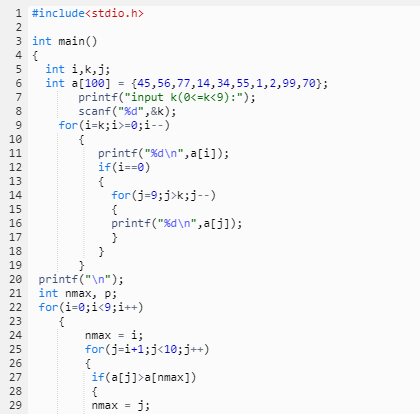 1 #include<stdio.h>
2
3 int main()
4 {
5 int i,k,j;
6 int a[100] = {45,56,77,14,34,55,1,2,99,70};
7 printf("input k(0<=k<9):");
8 scanf("%d",&k);
9 for(i=k;i>=0;i--)
10 {
11 printf("%d\n",a[i]);
12 if(i==0)
13 {
14 for(j=9;j>k;j--)
15 {
16 printf("%d\n",a[j]);
17 }
18 }
19 }
20 printf("\n");
21 int nmax, p;
22 for(i=0;i<9;i++)
23 {
24 nmax = i;
25 for(j=i+1;j<10;j++)
26 {
27 if(a[j]>a[nmax])
28 {
29 nmax = j;